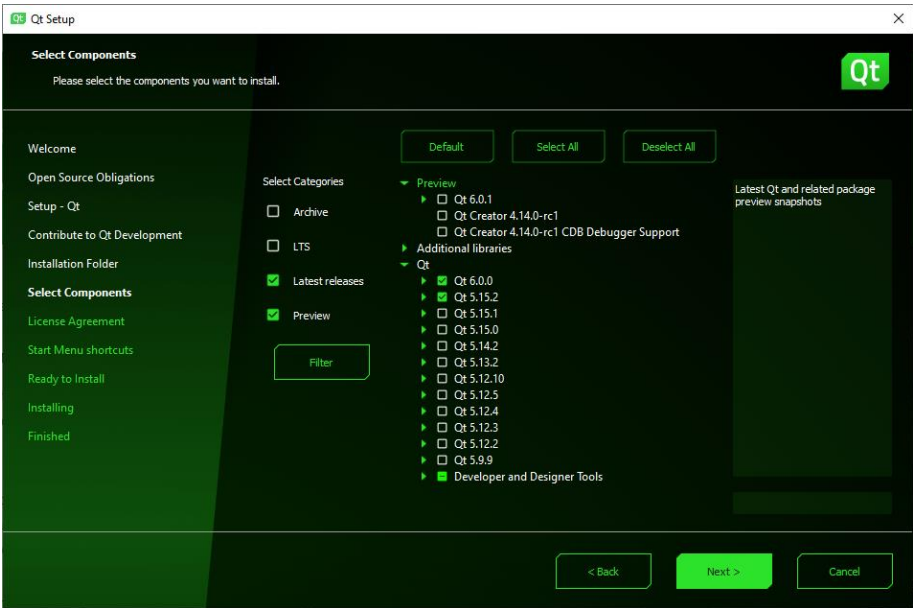 Qt Qt Setup
Select Components
Please select the components you want to install.
Qt
Welcome
Open Source Obligations
Setup - Qt
Contribute to Qt Development
Installation Folder
Select Components
License Agreement
Start Menu shortcuts
Ready to Install
Installing
Finished
Select Categories
Archive
LTS
Latest releases
Preview
Filter
Default Select All Deselect All
Preview
Qt 6.0.1
Qt Creator 4.14.0-rc1
Qt Creator 4.14.0-rc1 CDB Debugger Support
Additional libraries
Qt
Qt 6.0.0
Qt 5.15.2
Qt 5.15.1
Qt 5.15.0
Qt 5.14.2
Qt 5.13.2
Qt 5.12.10
Qt 5.12.5
Qt 5.12.4
Qt 5.12.3
Qt 5.12.2
Qt 5.9.9
Developer and Designer Tools
Latest Qt and related package
preview snapshots
< Back Next > Cancel